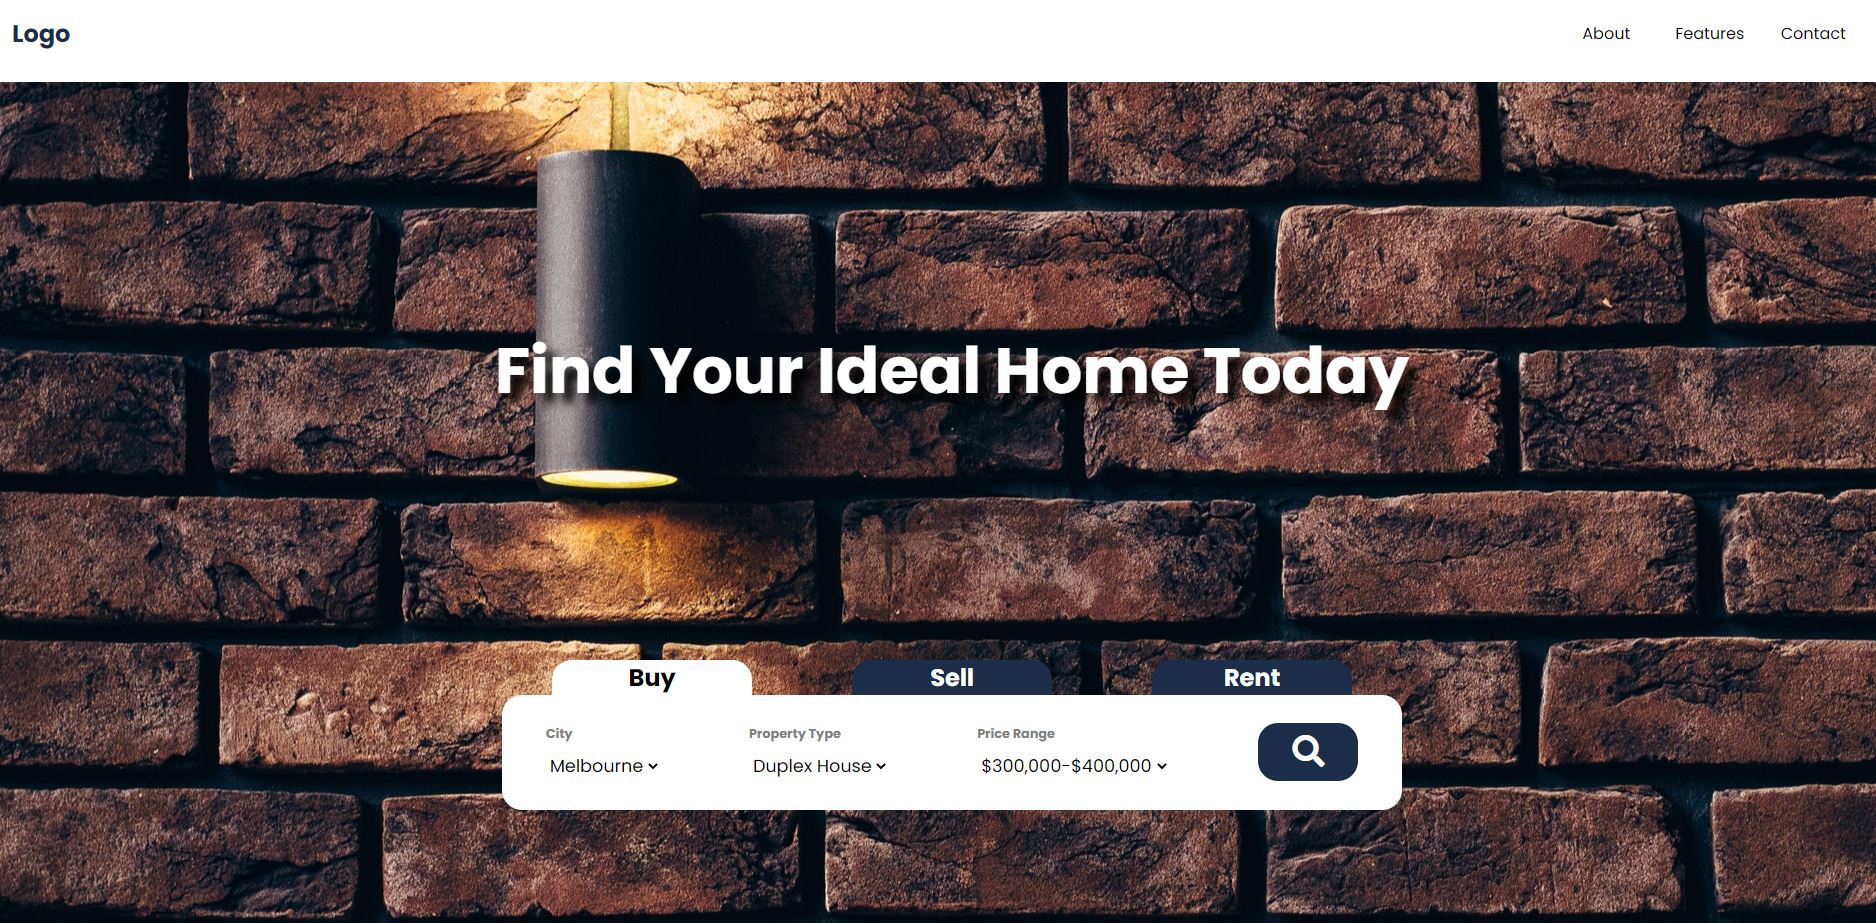 Logo
About Features Contact
Find Your Ideal Home Today
Buy Sell Rent
City Property Type Price Range
Melbourne Duplex House $300,000-$400,000